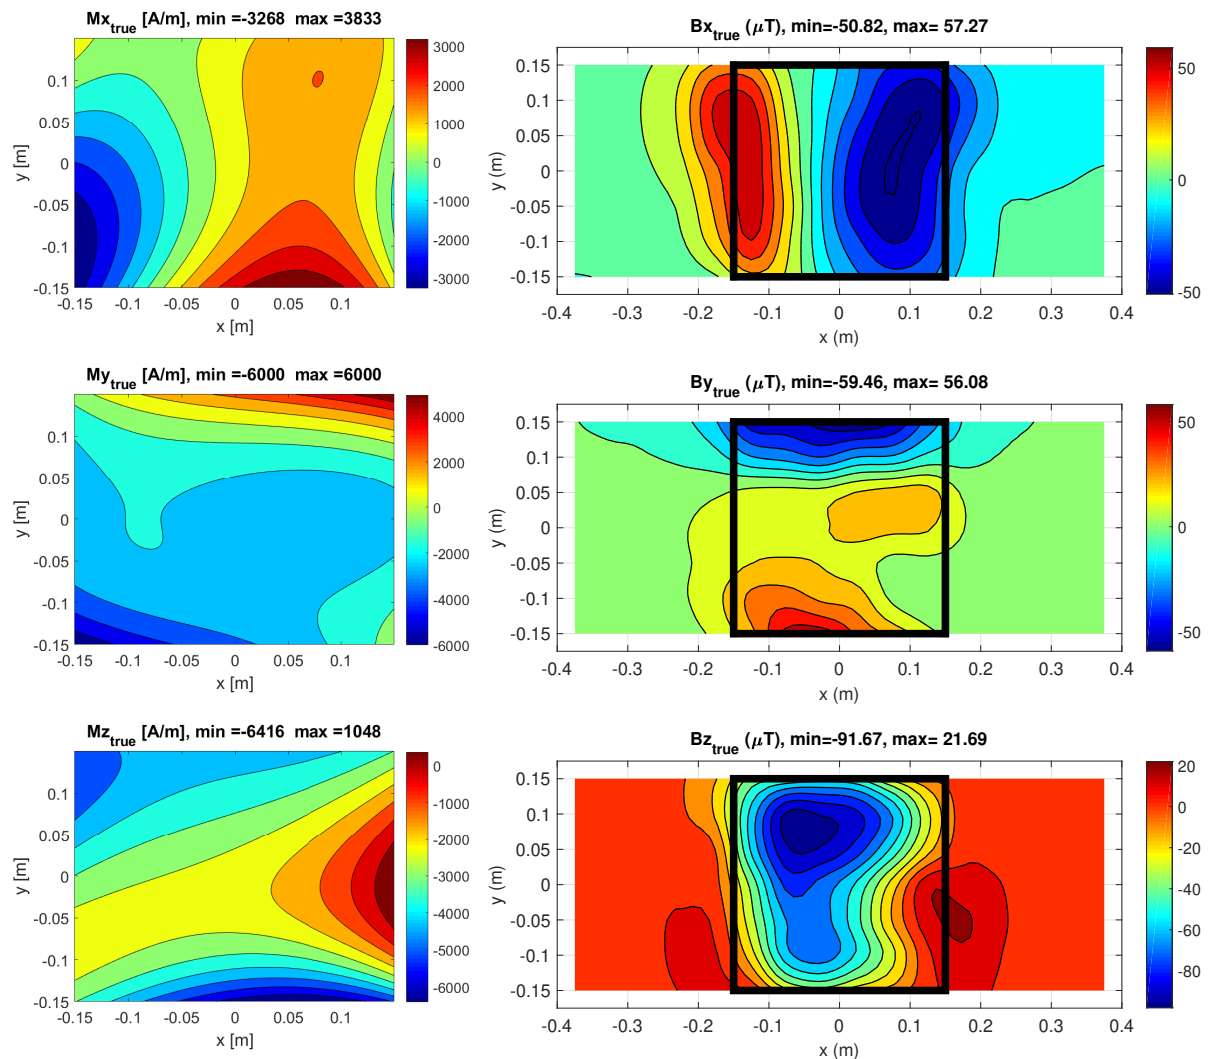 Mx_true [A/m], min =-3268 max =3833
y [m]
0.1
0.05
0
-0.05
-0.1
-0.15
-0.15 -0.1 -0.05 0 0.05 0.1
x [m]
3000
2000
1000
0
-1000
-2000
-3000
Bx_true (μT), min=-50.82, max= 57.27
y (m)
0.15
0.1
0.05
0
-0.05
-0.1
-0.15
-0.4 -0.3 -0.2 -0.1 0 0.1 0.2 0.3 0.4
x (m)
50
0
-50
My_true [A/m], min =-6000 max =6000
y [m]
0.1
0.05
0
-0.05
-0.1
-0.15
-0.15 -0.1 -0.05 0 0.05 0.1
x [m]
4000
2000
0
-2000
-4000
-6000
By_true (μT), min=-59.46, max= 56.08
y (m)
0.15
0.1
0.05
0
-0.05
-0.1
-0.15
-0.4 -0.3 -0.2 -0.1 0 0.1 0.2 0.3 0.4
x (m)
50
0
-50
Mz_true [A/m], min =-6416 max =1048
y [m]
0.1
0.05
0
-0.05
-0.1
-0.15
-0.15 -0.1 -0.05 0 0.05 0.1
x [m]
0
-1000
-2000
-3000
-4000
-5000
-6000
Bz_true (μT), min=-91.67, max= 21.69
y (m)
0.15
0.1
0.05
0
-0.05
-0.1
-0.15
-0.4 -0.3 -0.2 -0.1 0 0.1 0.2 0.3 0.4
x (m)
20
0
-20
-40
-60
-80